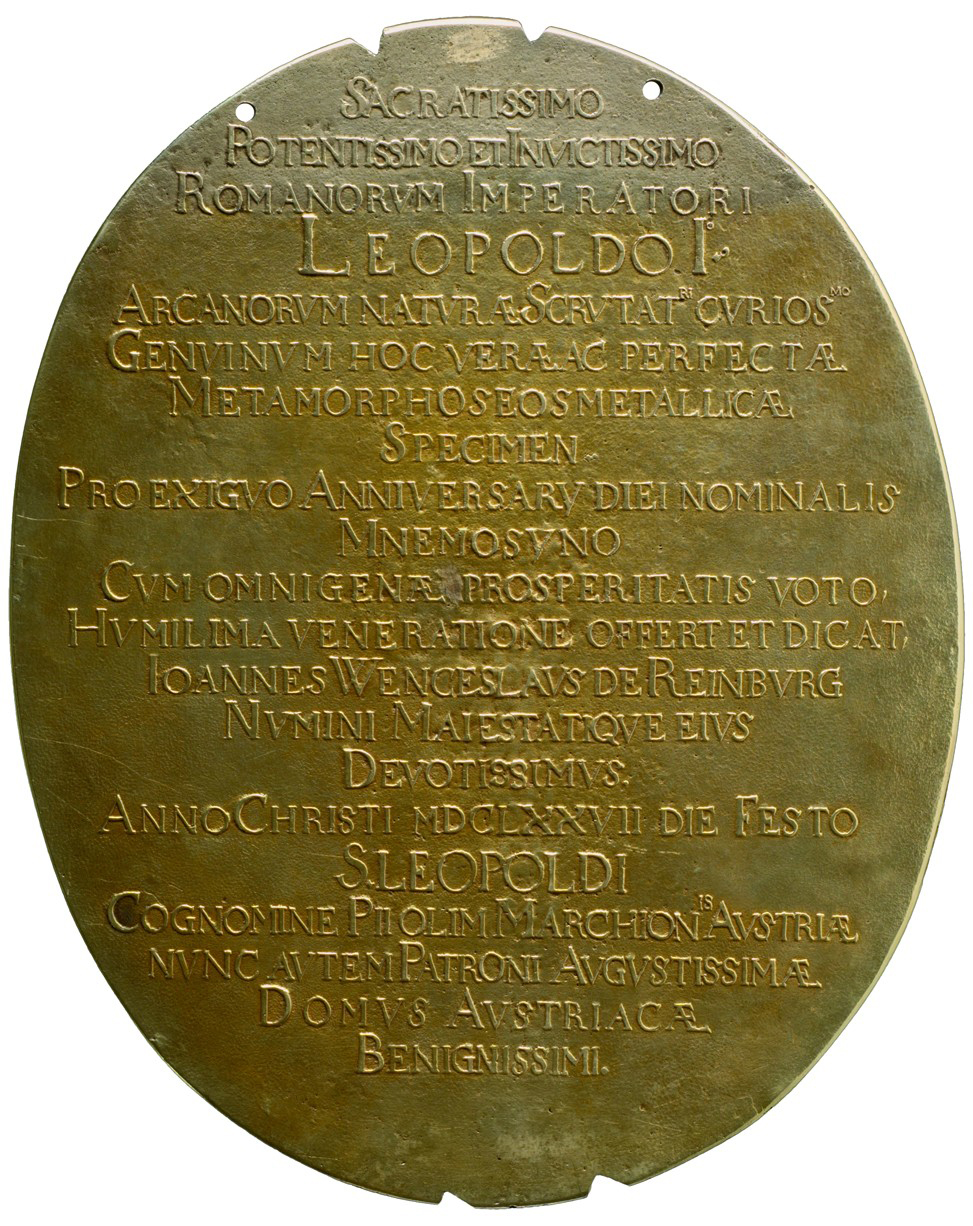 SACRATISSIMO
POTENTISSIMO ET INVICTISSIMO
ROMANORVM IMPERATORI
LEOPOLDO I.º
ARCANORVM NATVRÆ SCRVTATRI CVRIOSMO
GENVINVM HOC VERÆ AC PERFECTÆ
METAMORPHOSEOS METALLICÆ
SPECIMEN
PRO EXIGVO ANNIVERSARY DIEI NOMINALIS
MNEMOSYNO
CVM OMNIGENÆ PROSPERITATIS VOTO,
HVMILIMA VENERATIONE OFFERT ET DICAT,
IOANNES WENCESLAVS DE REINBVRG
NVMINI MAIESTATIQVE EIVS
DEVOTISSIMVS.
ANNO CHRISTI MDCLXXVII DIE FESTO
S. LEOPOLDI
COGNOMINE PII OLIM MARCHIONIS AVSTRIÆ
NVNC AVTEM PATRONI AVGVSTISSIMÆ
DOMVS AVSTRIACÆ
BENIGNISSIMI.